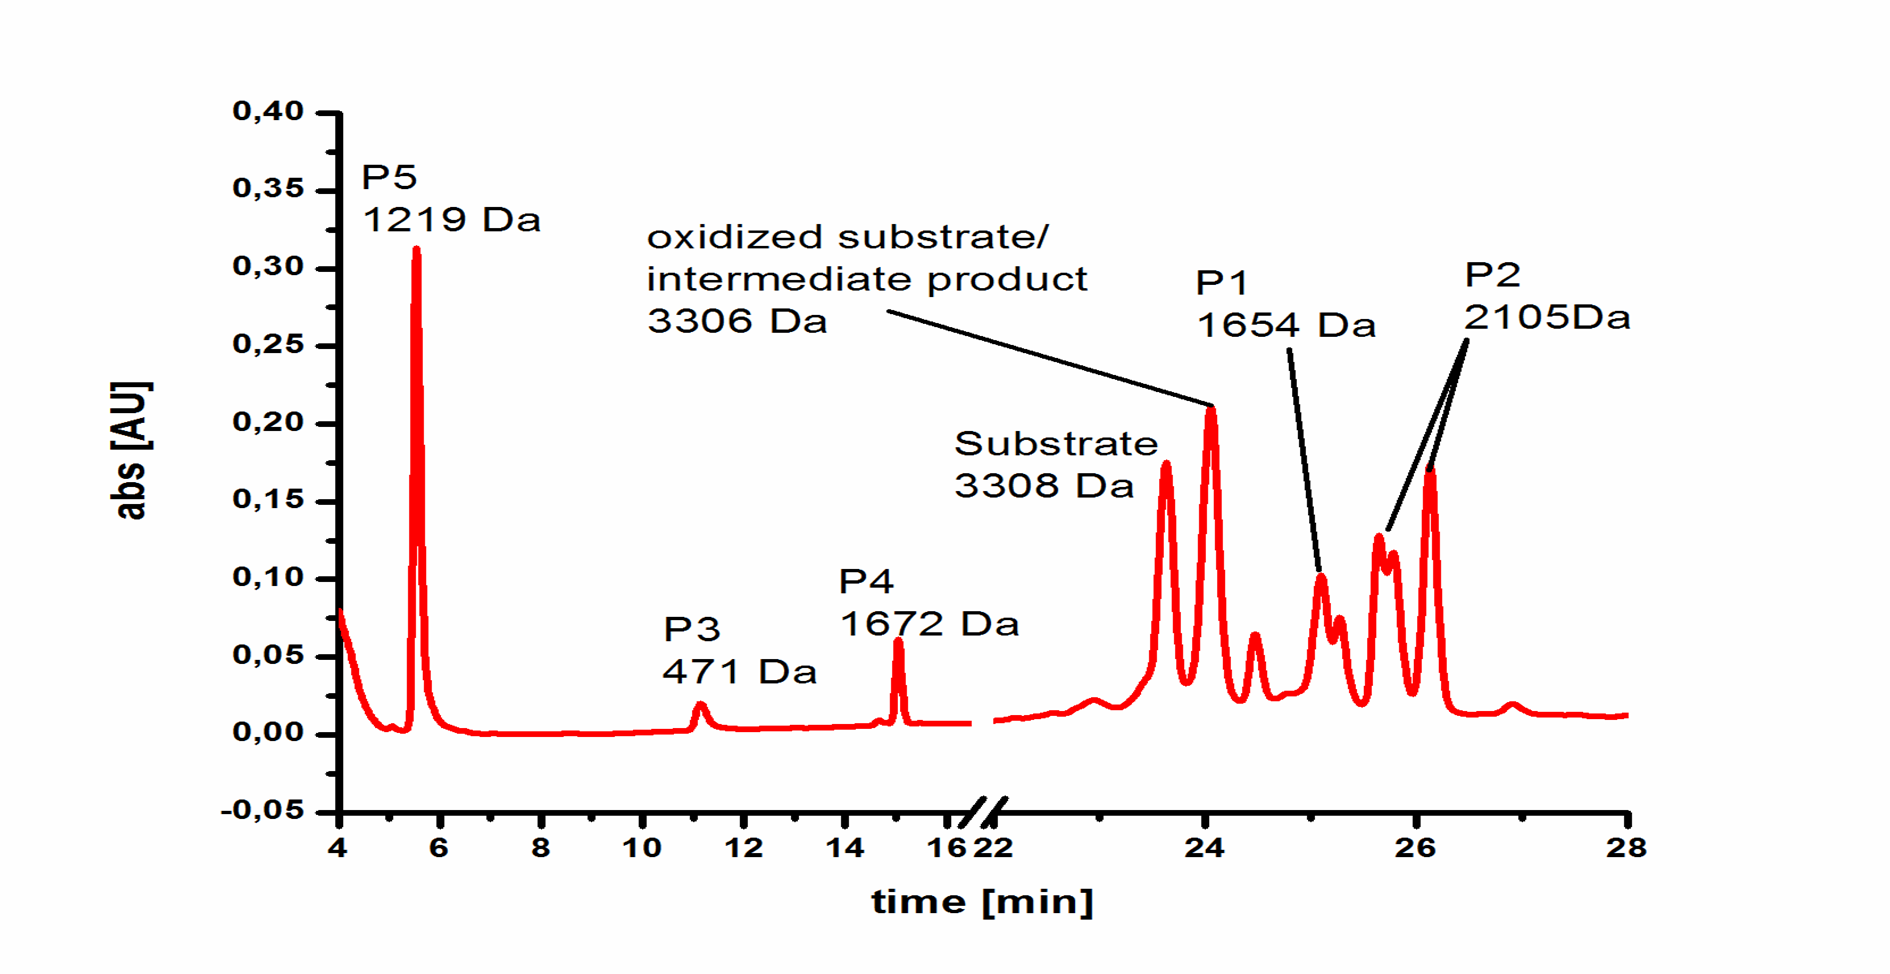 0,40
0,35
0,30
0,25
0,20
0,15
0,10
0,05
0,00
-0,05
abs [AU]
P5
1219 Da
oxidized substrate/
intermediate product
3306 Da
P1
1654 Da
P2
2105Da
Substrate
3308 Da
P4
1672 Da
P3
471 Da
4 6 8 10 12 14 16 22 24 26 28
time [min]